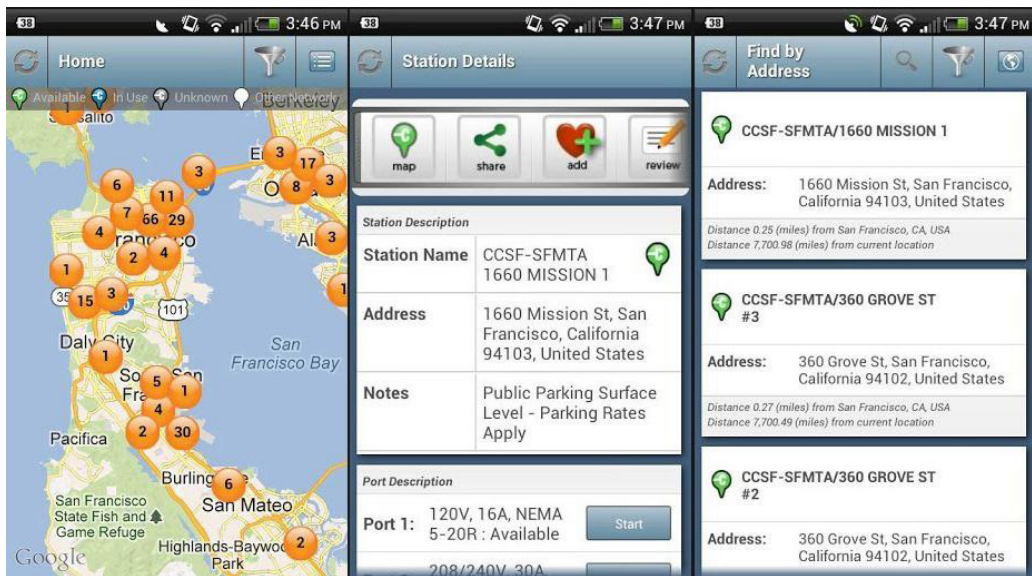 38
3:46 PM
Home
Available
In Use
Unknown
Other Network
Berkeley
1
salito
3
17
3
8
3
6
11
7
66
29
4
2
4
3
1
1
35
15
3
101
Daly City
1
San
Francisco Bay
5
1
4
2
30
Pacifica
6
San Mateo
San Francisco
State Fish and
Game Refuge
2
Highlands-Baywood
Park
Google
38
3:47 PM
Station Details
map
share
add
review
Station Description
Station Name
CCSF-SFMTA
1660 MISSION 1
Address
1660 Mission St, San
Francisco, California
94103, United States
Notes
Public Parking Surface
Level - Parking Rates
Apply
Port Description
Port 1:
120V, 16A, NEMA
5-20R : Available
Start
208/240V, 30A,
38
3:47 PM
Find by
Address
CCSF-SFMTA/1660 MISSION 1
Address:
1660 Mission St, San Francisco,
California 94103, United States
Distance 0.25 (miles) from San Francisco, CA, USA
Distance 7,700.98 (miles) from current location
CCSF-SFMTA/360 GROVE ST
#3
Address:
360 Grove St, San Francisco,
California 94102, United States
Distance 0.27 (miles) from San Francisco, CA, USA
Distance 7,700.49 (miles) from current location
CCSF-SFMTA/360 GROVE ST
#2
Address:
360 Grove St, San Francisco,
California 94102, United States